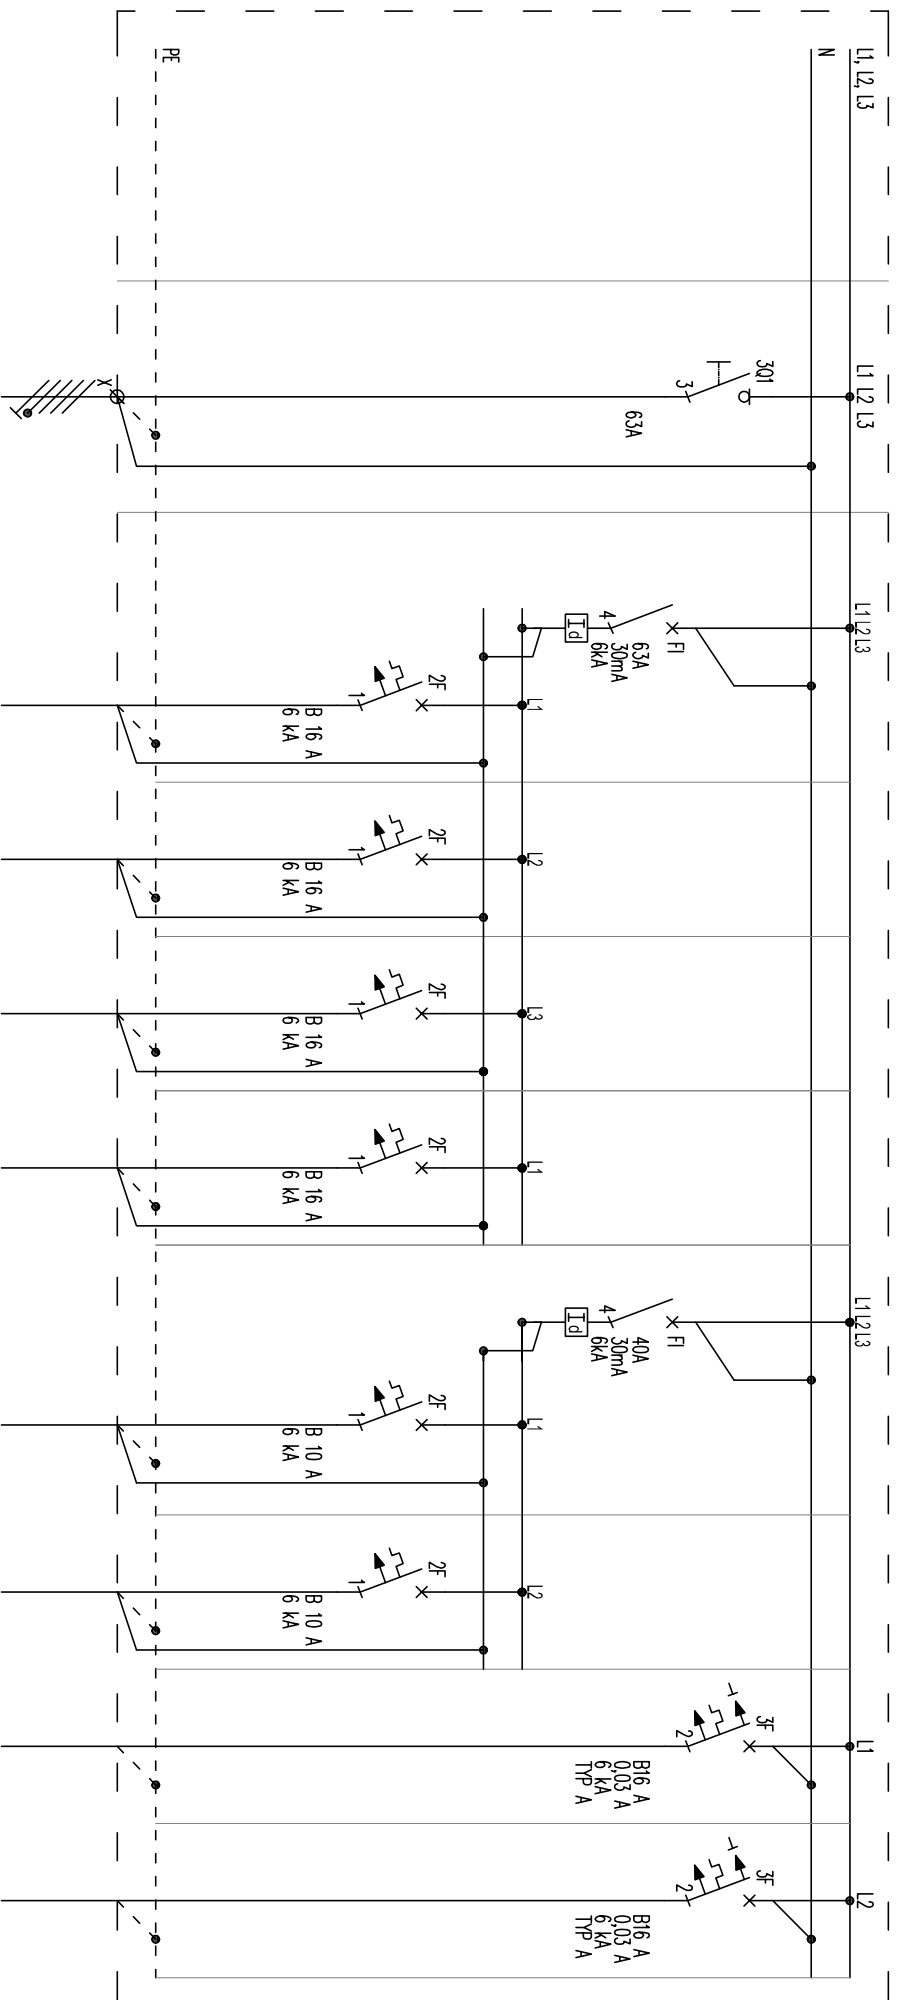 L1, L2, L3
N
PE
L1 L2 L3
3Q1
3
63A
X
L1 L2 L3
FI
4
63A
30mA
6kA
Id
L1
2F
1
B 16 A
6 kA
L2
2F
1
B 16 A
6 kA
L3
2F
1
B 16 A
6 kA
L1
2F
1
B 16 A
6 kA
L1 L2 L3
FI
4
40A
30mA
6kA
Id
L1
2F
1
B 10 A
6 kA
L2
2F
1
B 10 A
6 kA
L1
3F
2
B16 A
0,03 A
6 kA
TYP A
L2
3F
2
B16 A
0,03 A
6 kA
TYP A